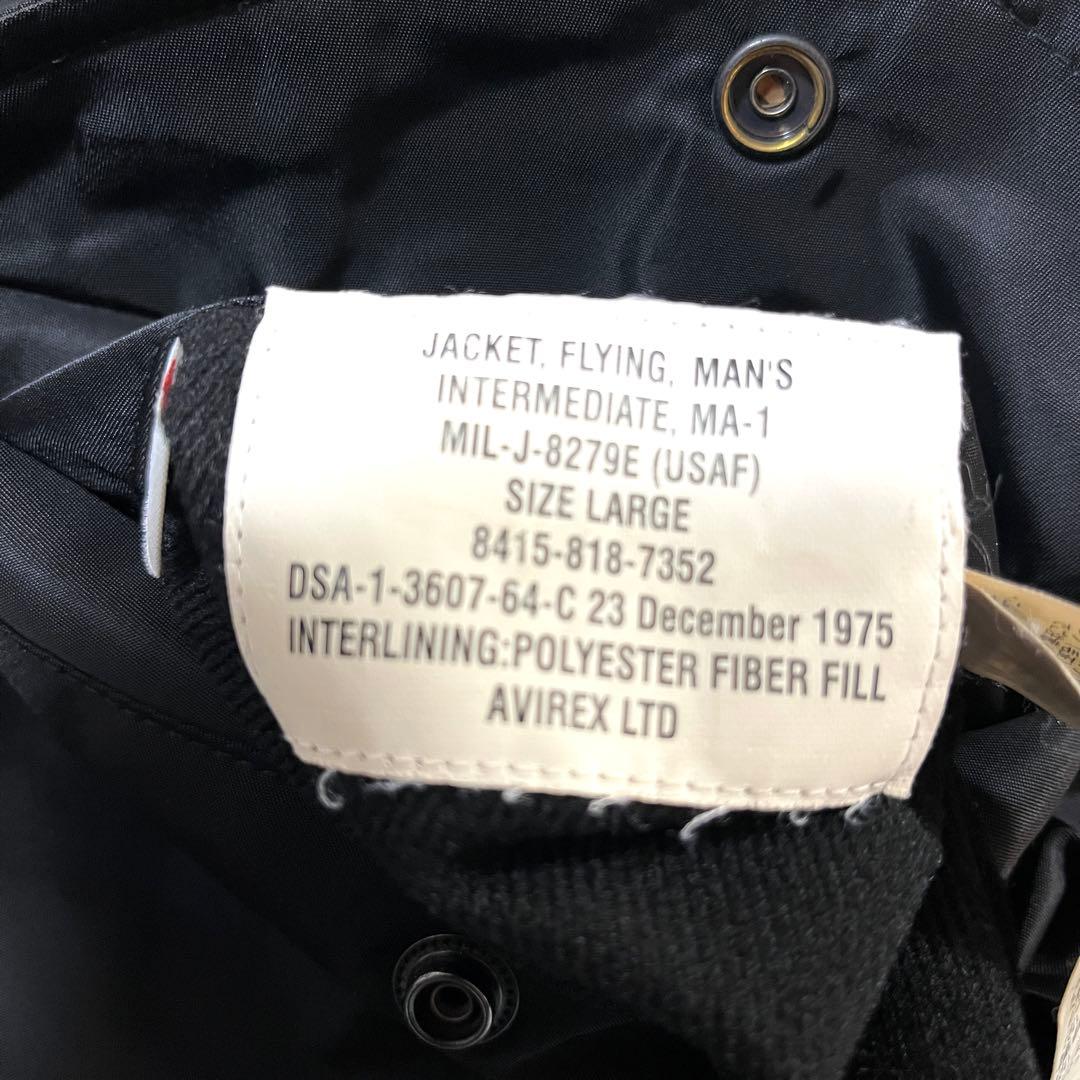 JACKET, FLYING, MAN'S
INTERMEDIATE, MA-1
MIL-J-8279E (USAF)
SIZE LARGE
8415-818-7352
DSA-1-3607-64-C 23 December 1975
INTERLINING:POLYESTER FIBER FILL
AVIREX LTD